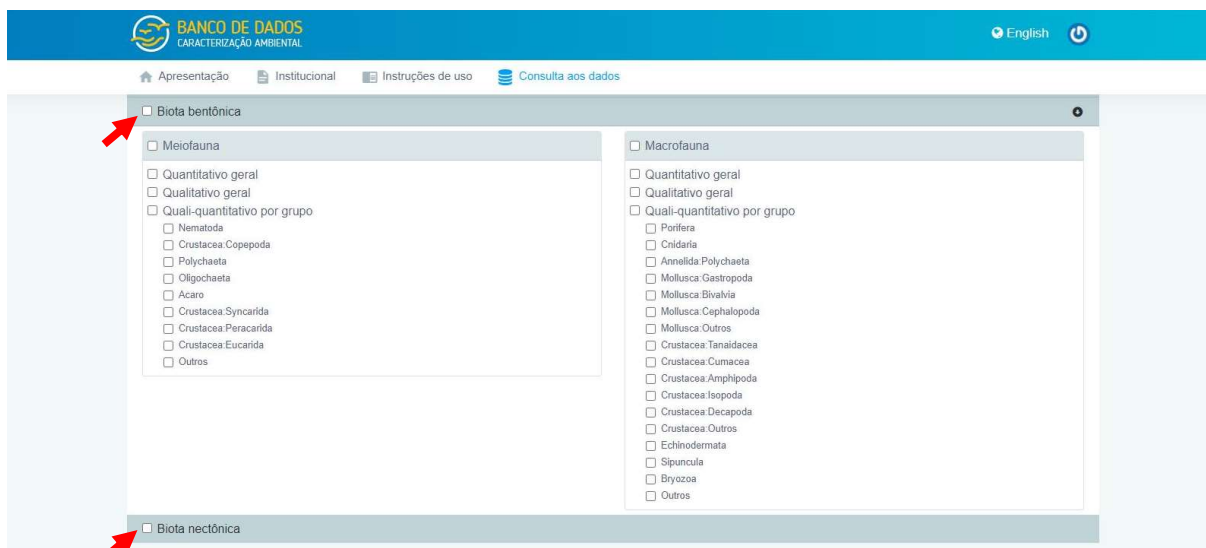 BANCO DE DADOS
CARACTERIZAÇÃO AMBIENTAL
English
Apresentação
Institucional
Instruções de uso
Consulta aos dados
Biota bentônica
Meiofauna
Quantitativo geral
Qualitativo geral
Quali-quantitativo por grupo
Nematoda
Crustacea:Copepoda
Polychaeta
Oligochaeta
Acaro
Crustacea:Syncarida
Crustacea:Peracarida
Crustacea:Eucarida
Outros
Macrofauna
Quantitativo geral
Qualitativo geral
Quali-quantitativo por grupo
Porifera
Cnidaria
Annelida:Polychaeta
Mollusca:Gastropoda
Mollusca:Bivalvia
Mollusca:Cephalopoda
Mollusca:Outros
Crustacea:Tanaidacea
Crustacea:Cumacea
Crustacea:Amphipoda
Crustacea:Isopoda
Crustacea:Decapoda
Crustacea:Outros
Echinodermata
Sipuncula
Bryozoa
Outros
Biota nectônica